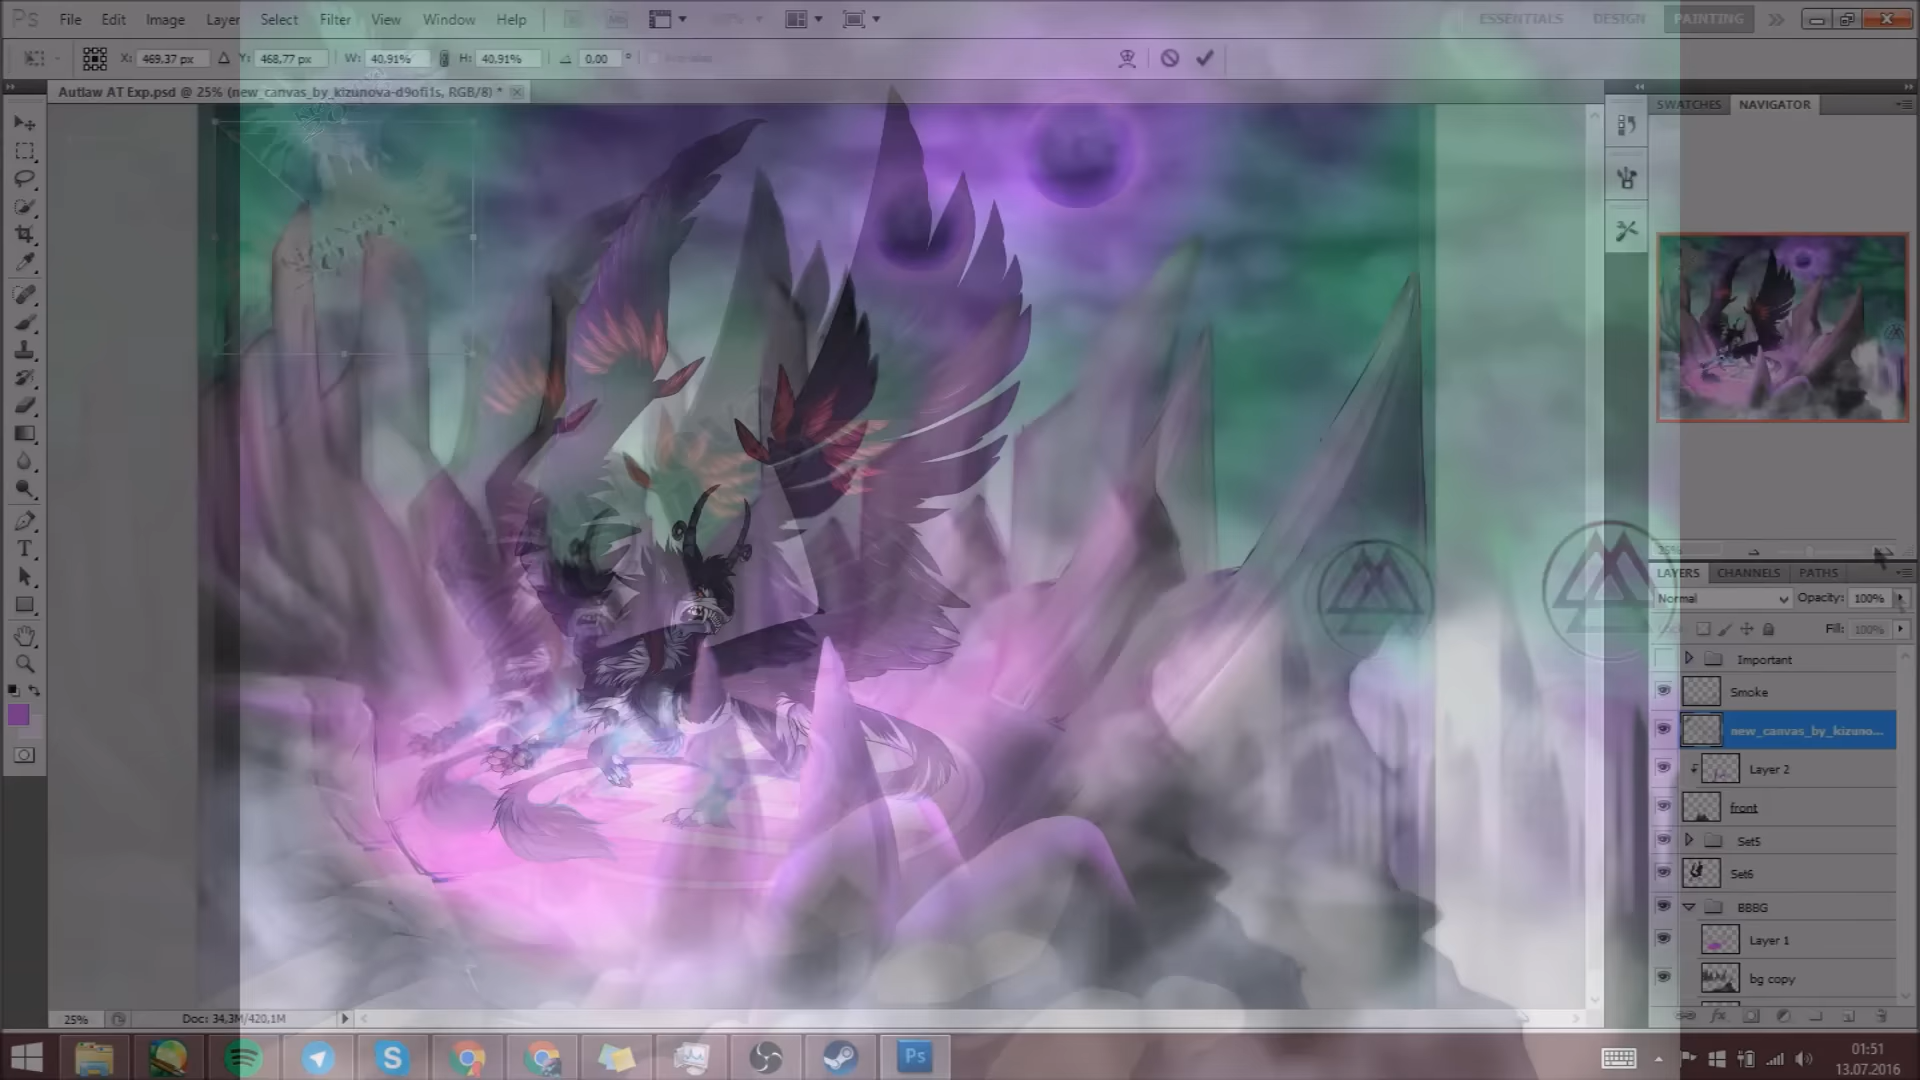 Ps File Edit Image Layer Select Filter View Window Help ESSENTIALS DESIGN PAINTING
X: 469,37 px Y: 468,77 px W: 40,91% H: 40,91% 0,00 °
Autlaw AT Exp.psd @ 25% (new_canvas_by_kizunova-d9ofi1s, RGB/8) *
SWATCHES NAVIGATOR
25%
LAYERS CHANNELS PATHS
Normal Opacity: 100%
Fill: 100%
Important
Smoke
new_canvas_by_kizuno...
Layer 2
front
Set5
Set6
BBBG
Layer 1
bg copy
25% Doc: 34,3M/420,1M
Ps
01:51
13.07.2016